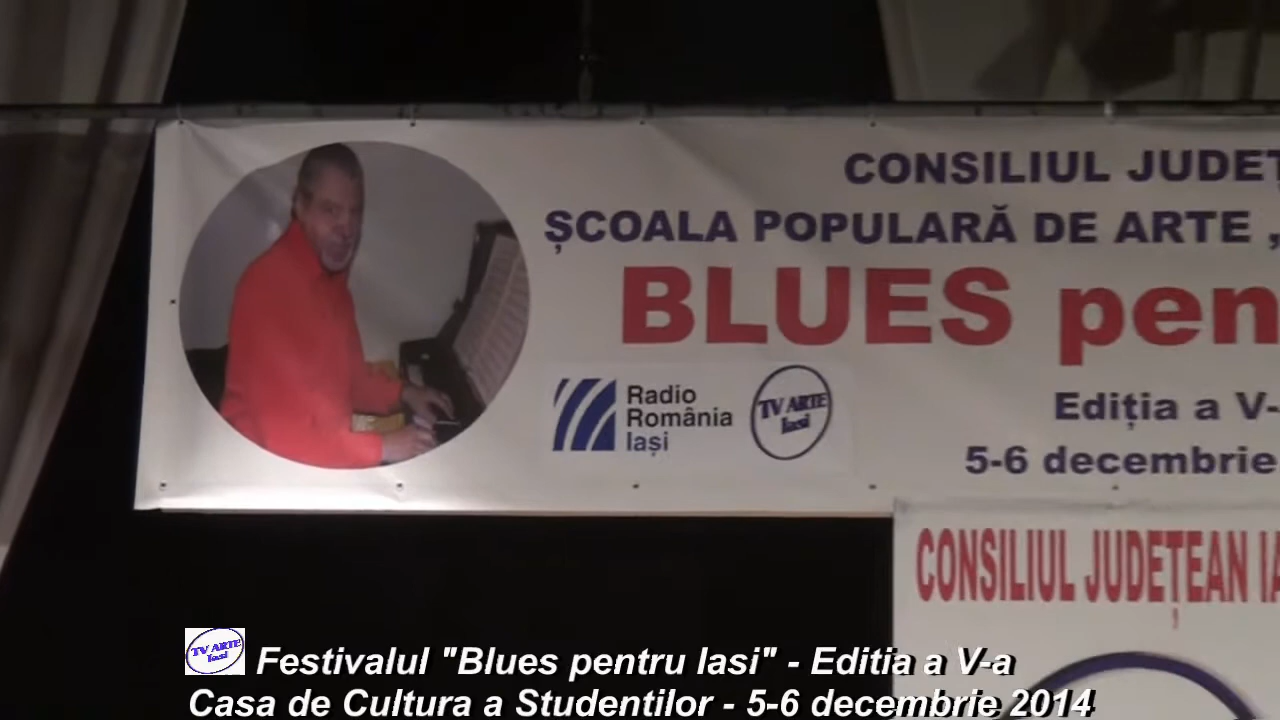 CONSILIUL JUDEȚ
ȘCOALA POPULARĂ DE ARTE „
BLUES pen
Radio
România
Iași
TV ARTE
Iasi
Ediția a V-
5-6 decembrie
CONSILIUL JUDEȚEAN IA
TV ARTE
Iasi
Festivalul "Blues pentru Iasi" - Editia a V-a
Casa de Cultura a Studentilor - 5-6 decembrie 2014